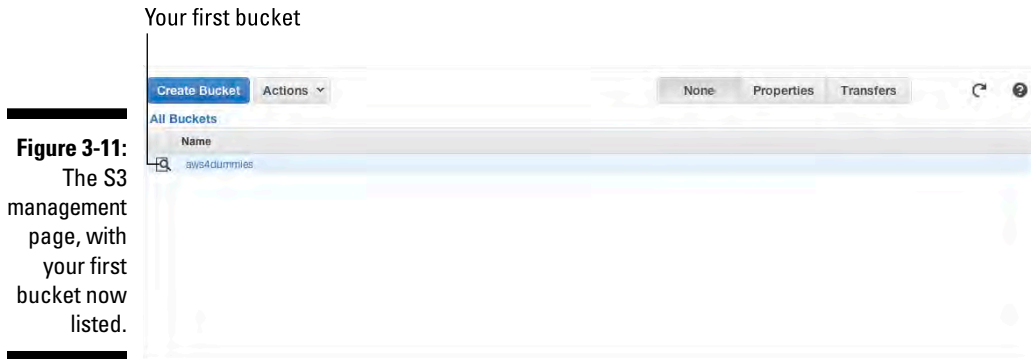 Your first bucket
Create Bucket Actions None Properties Transfers
All Buckets
Name
aws4dummies
Figure 3-11:
The S3
management
page, with
your first
bucket now
listed.